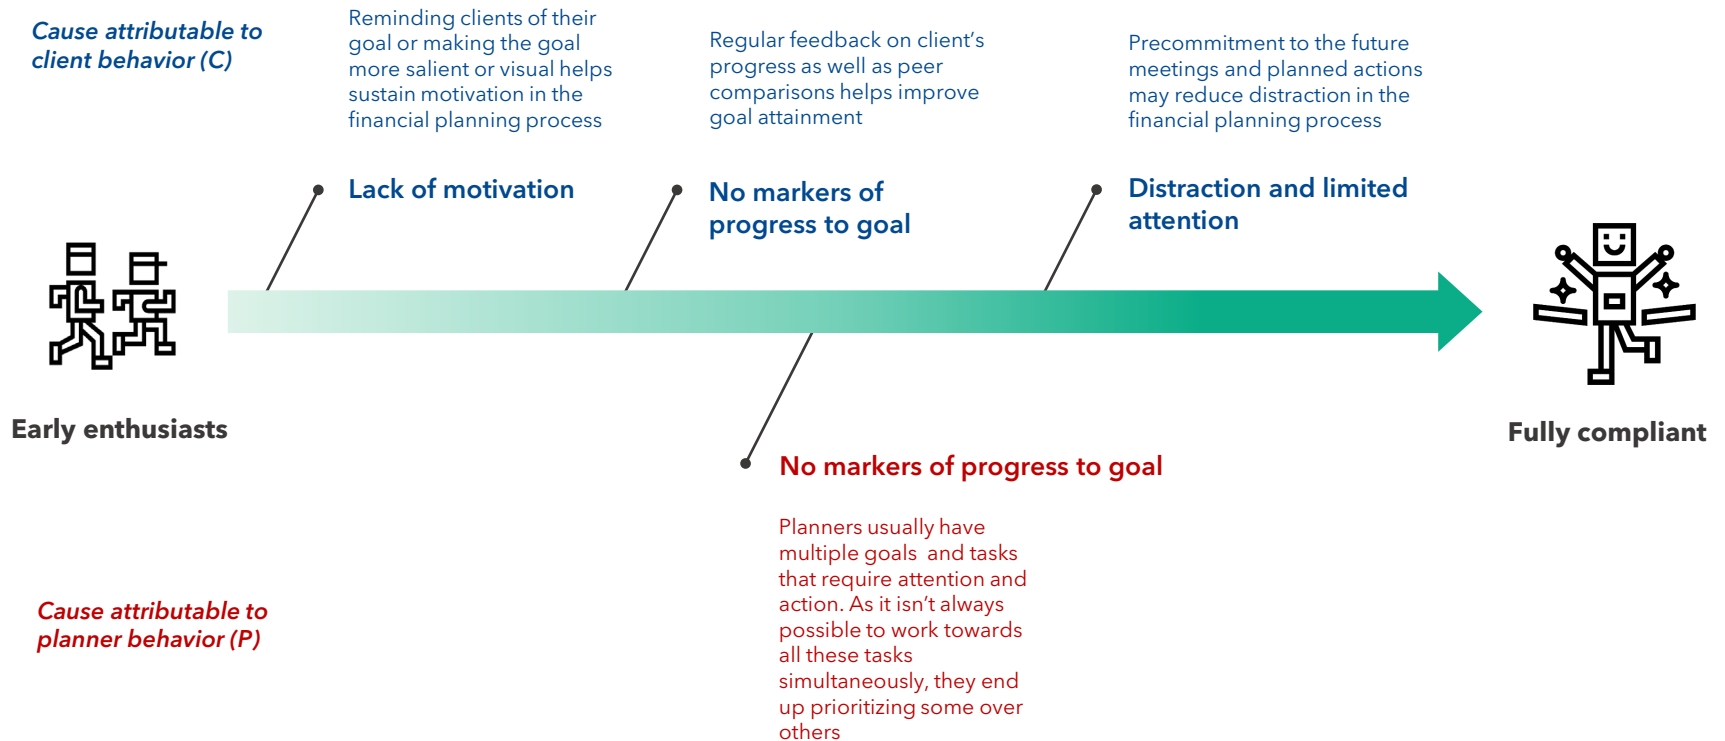 Cause attributable to
client behavior (C)
Reminding clients of their
goal or making the goal
more salient or visual helps
sustain motivation in the
financial planning process
Lack of motivation
Regular feedback on client's
progress as well as peer
comparisons helps improve
goal attainment
No markers of
progress to goal
Precommitment to the future
meetings and planned actions
may reduce distraction in the
financial planning process
Distraction and limited
attention
Early enthusiasts
Fully compliant
No markers of progress to goal
Planners usually have
multiple goals and tasks
that require attention and
action. As it isn't always
possible to work towards
all these tasks
simultaneously, they end
up prioritizing some over
others
Cause attributable to
planner behavior (P)